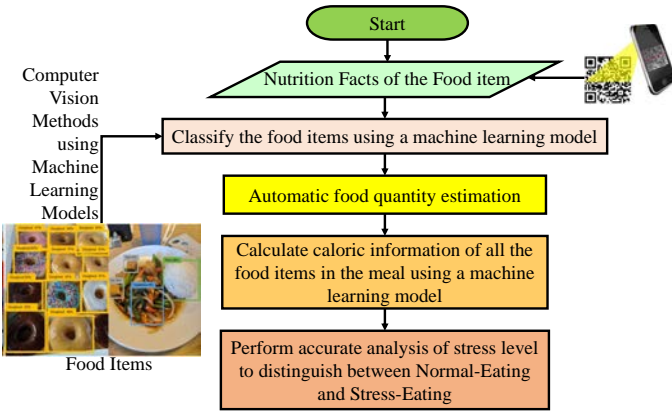 Start
Nutrition Facts of the Food item
Computer
Vision
Methods
using
Machine
Learning
Models
Classify the food items using a machine learning model
Automatic food quantity estimation
Calculate caloric information of all the
food items in the meal using a machine
learning model
Food Items
Perform accurate analysis of stress level
to distinguish between Normal-Eating
and Stress-Eating